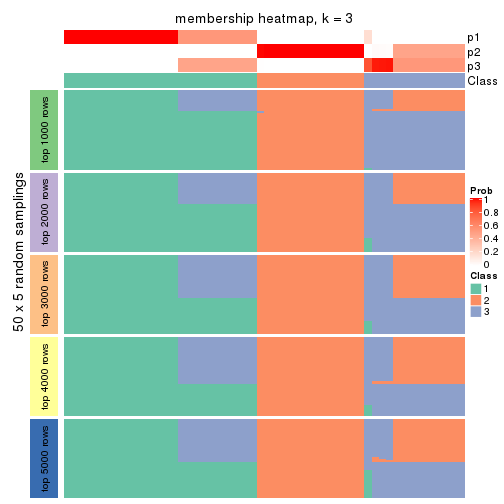 membership heatmap, k = 3
p1
p2
p3
Class
50 x 5 random samplings
top 1000 rows
top 2000 rows
top 3000 rows
top 4000 rows
top 5000 rows
Prob
1
0.8
0.6
0.4
0.2
0
Class
1
2
3